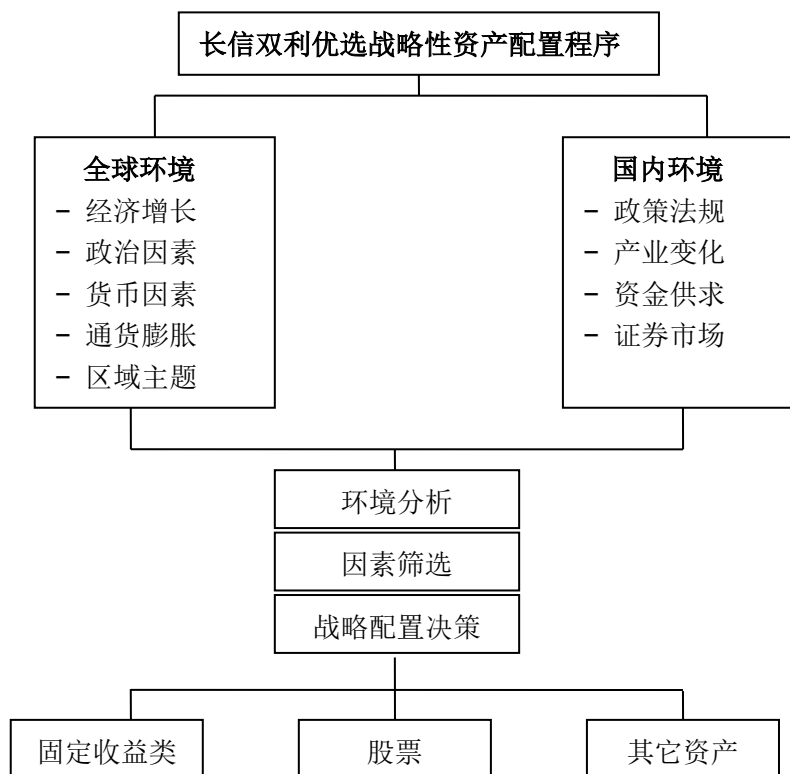 长信双利优选战略性资产配置程序
全球环境
– 经济增长
– 政治因素
– 货币因素
– 通货膨胀
– 区域主题
国内环境
– 政策法规
– 产业变化
– 资金供求
– 证券市场
环境分析
因素筛选
战略配置决策
固定收益类
股票
其它资产